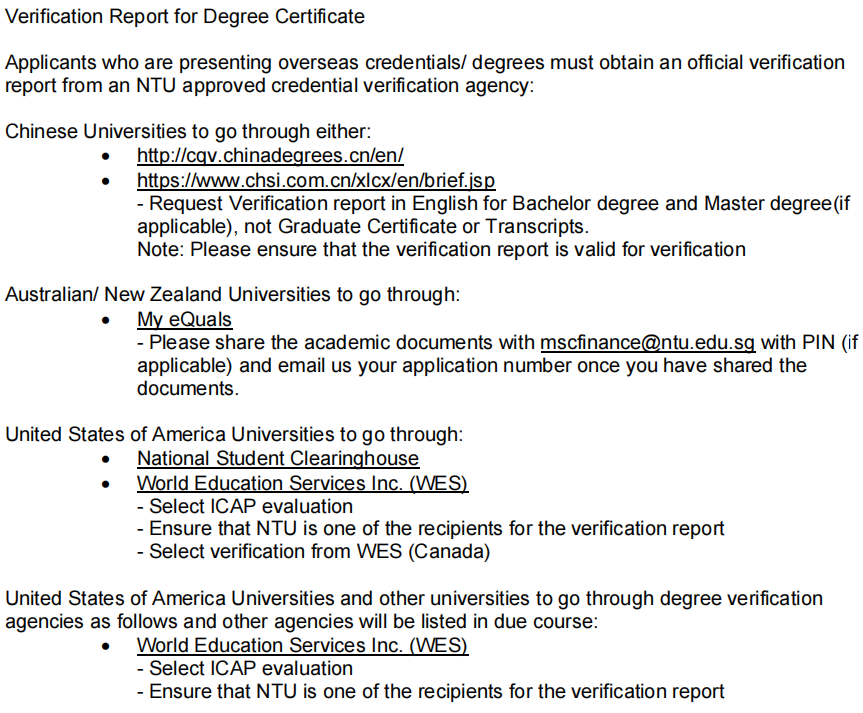 Verification Report for Degree Certificate
Applicants who are presenting overseas credentials/ degrees must obtain an official verification
report from an NTU approved credential verification agency:
Chinese Universities to go through either:
• http://cqv.chinadegrees.cn/en/
• https://www.chsi.com.cn/xlcx/en/brief.jsp
- Request Verification report in English for Bachelor degree and Master degree(if
applicable), not Graduate Certificate or Transcripts.
Note: Please ensure that the verification report is valid for verification
Australian/ New Zealand Universities to go through:
• My eQuals
- Please share the academic documents with mscfinance@ntu.edu.sg with PIN (if
applicable) and email us your application number once you have shared the
documents.
United States of America Universities to go through:
• National Student Clearinghouse
• World Education Services Inc. (WES)
- Select ICAP evaluation
- Ensure that NTU is one of the recipients for the verification report
- Select verification from WES (Canada)
United States of America Universities and other universities to go through degree verification
agencies as follows and other agencies will be listed in due course:
• World Education Services Inc. (WES)
- Select ICAP evaluation
- Ensure that NTU is one of the recipients for the verification report